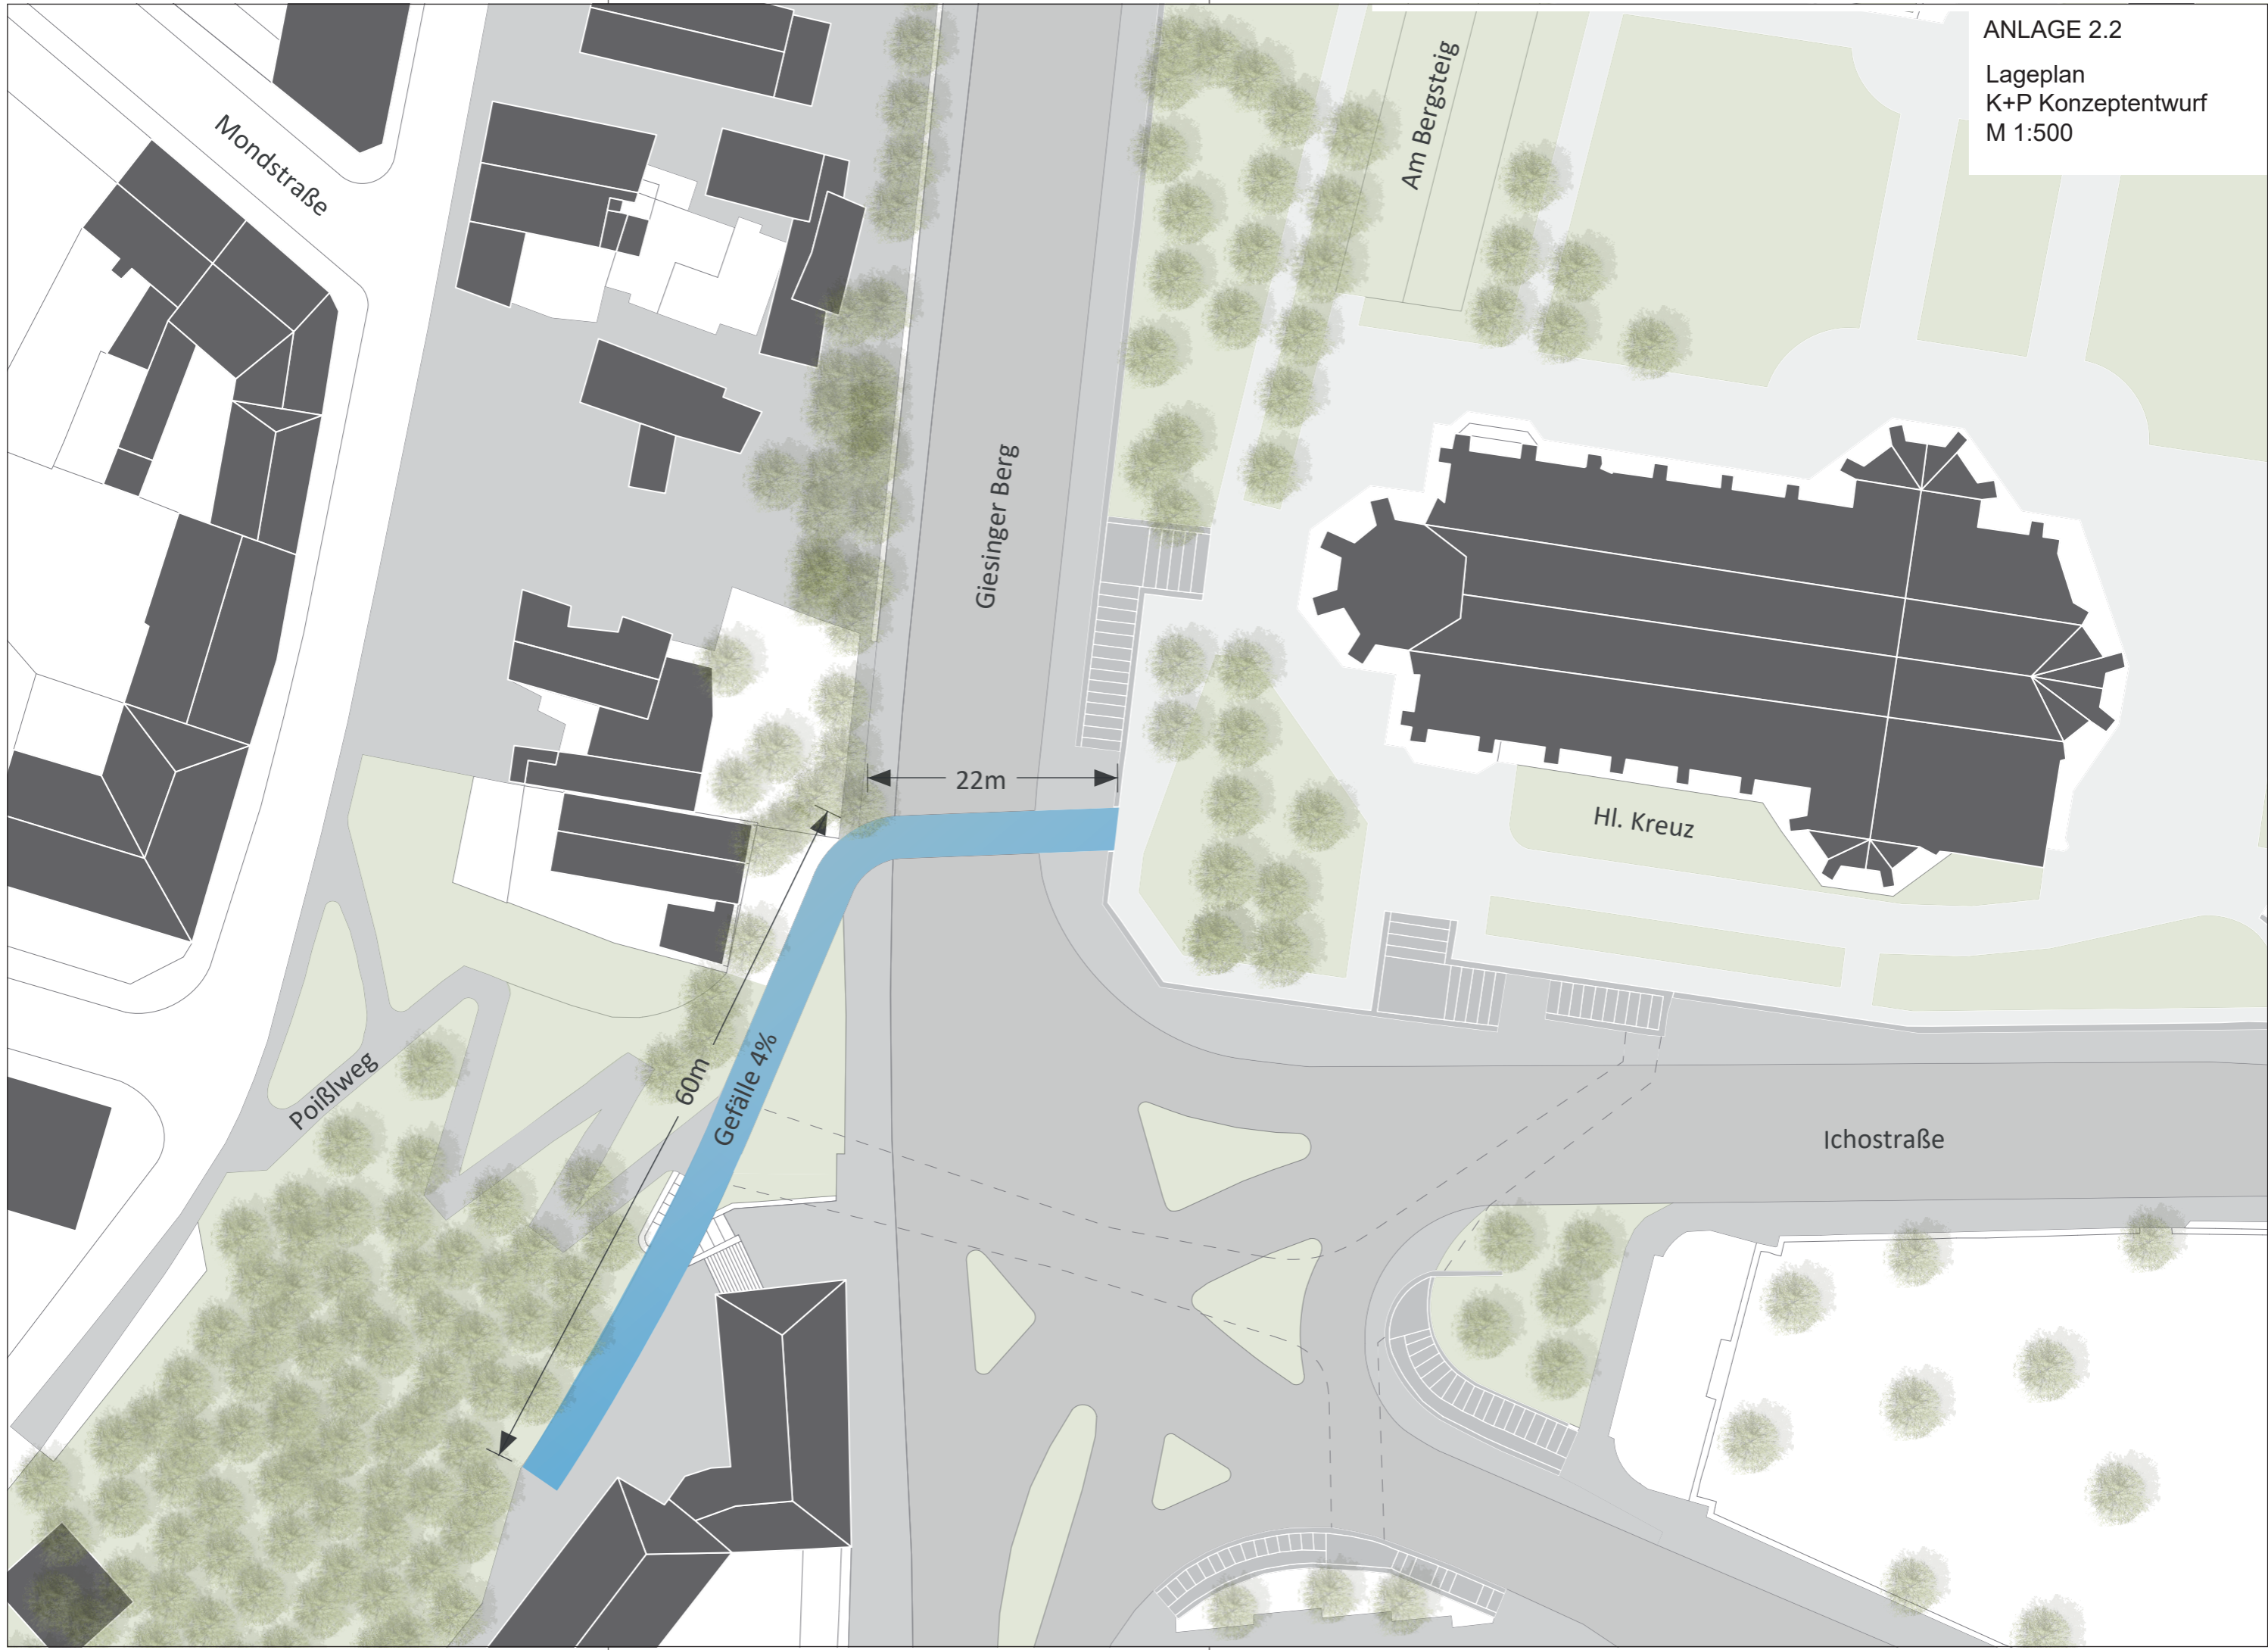 ANLAGE 2.2
Lageplan
K+P Konzeptentwurf
M 1:500
Mondstraße
Am Bergsteig
Giesinger Berg
22m
Hl. Kreuz
60m
Gefälle 4%
Poißlweg
Ichostraße